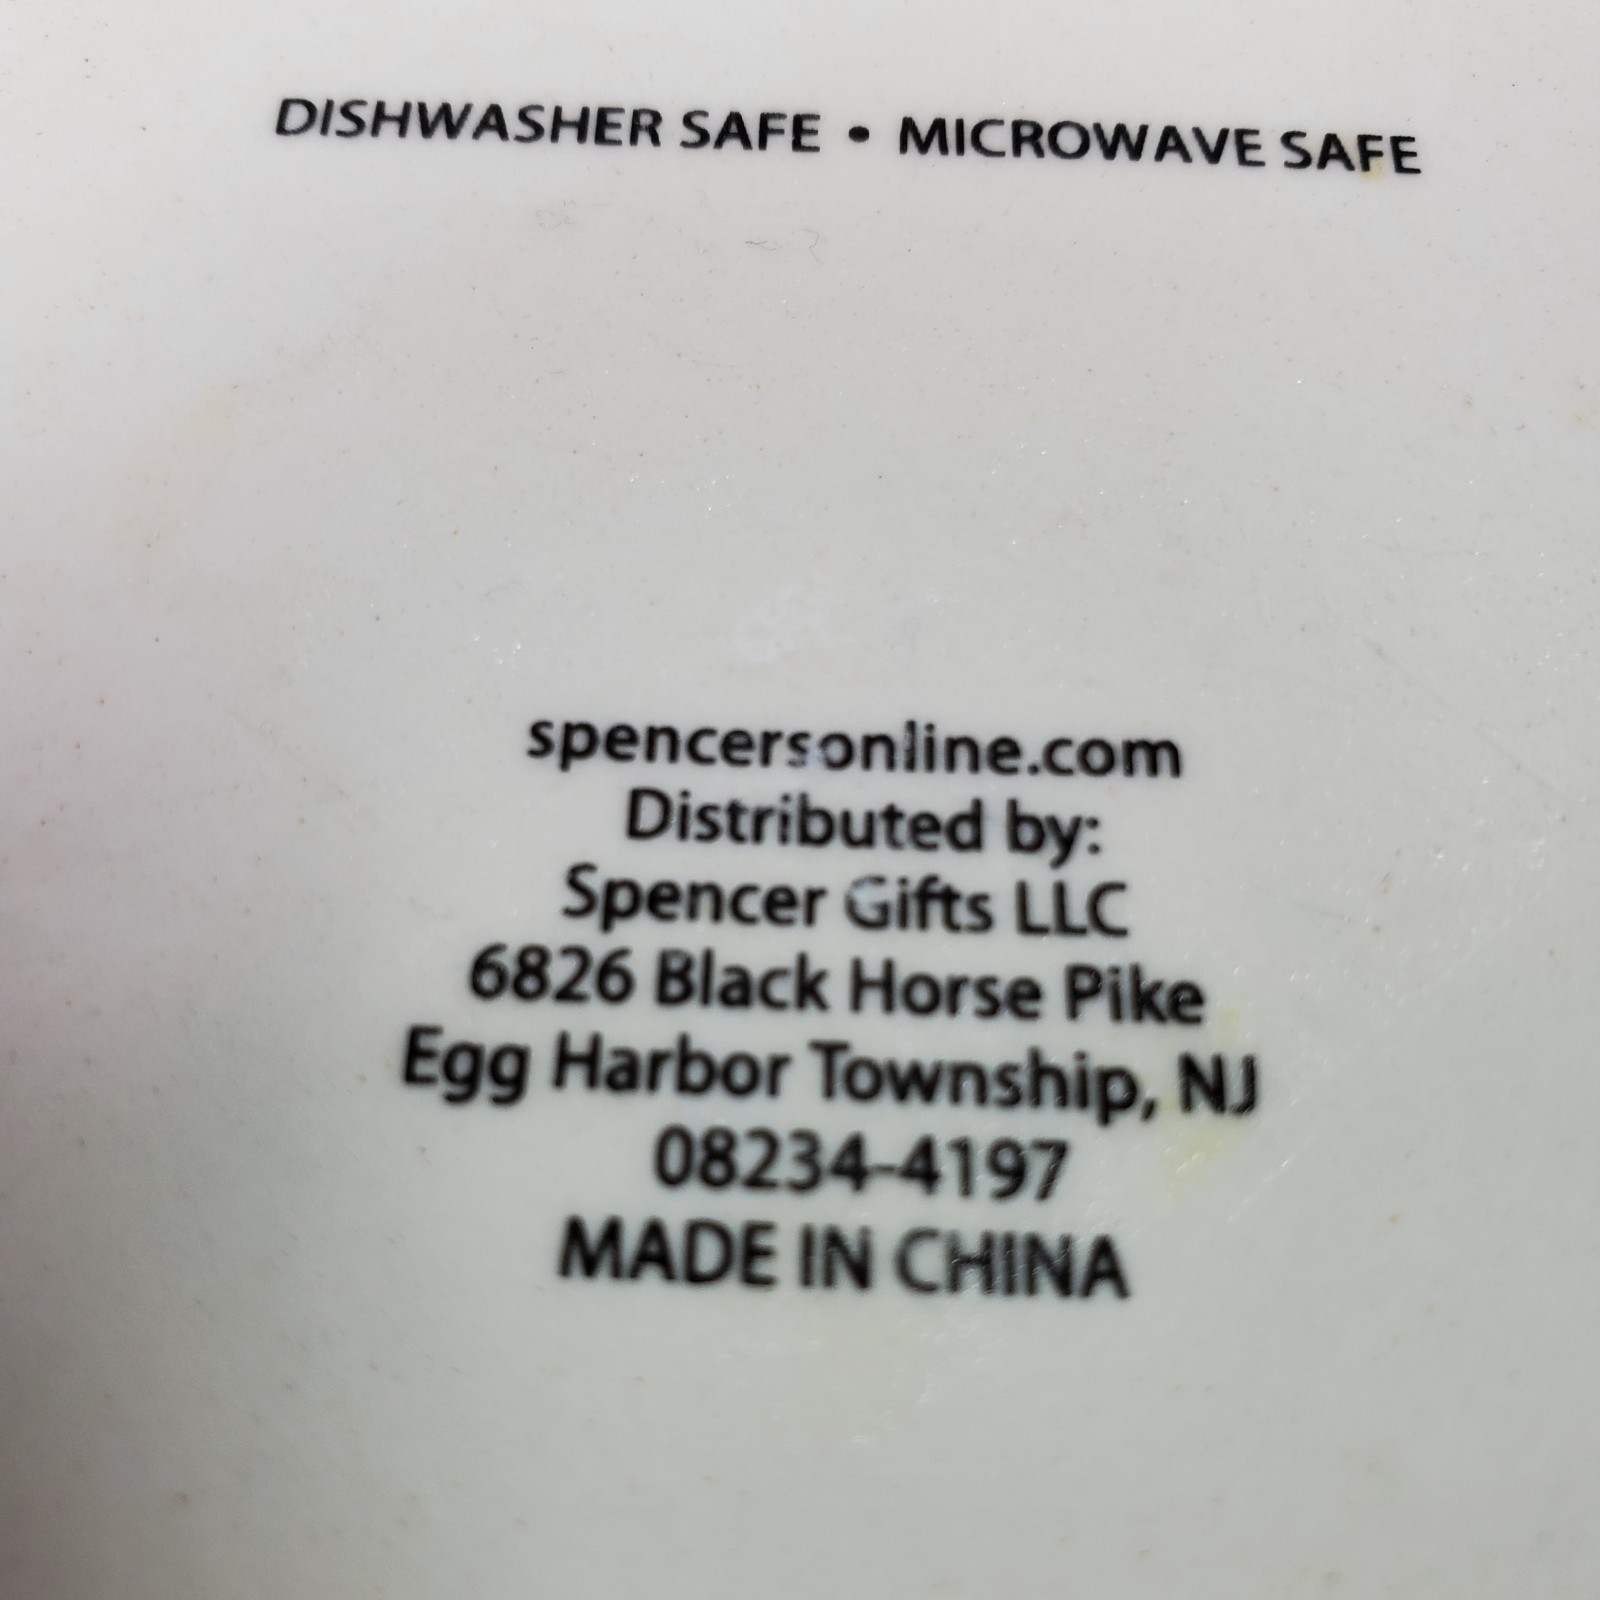 DISHWASHER SAFE • MICROWAVE SAFE
spencersonline.com
Distributed by:
Spencer Gifts LLC
6826 Black Horse Pike
Egg Harbor Township, NJ
08234-4197
MADE IN CHINA